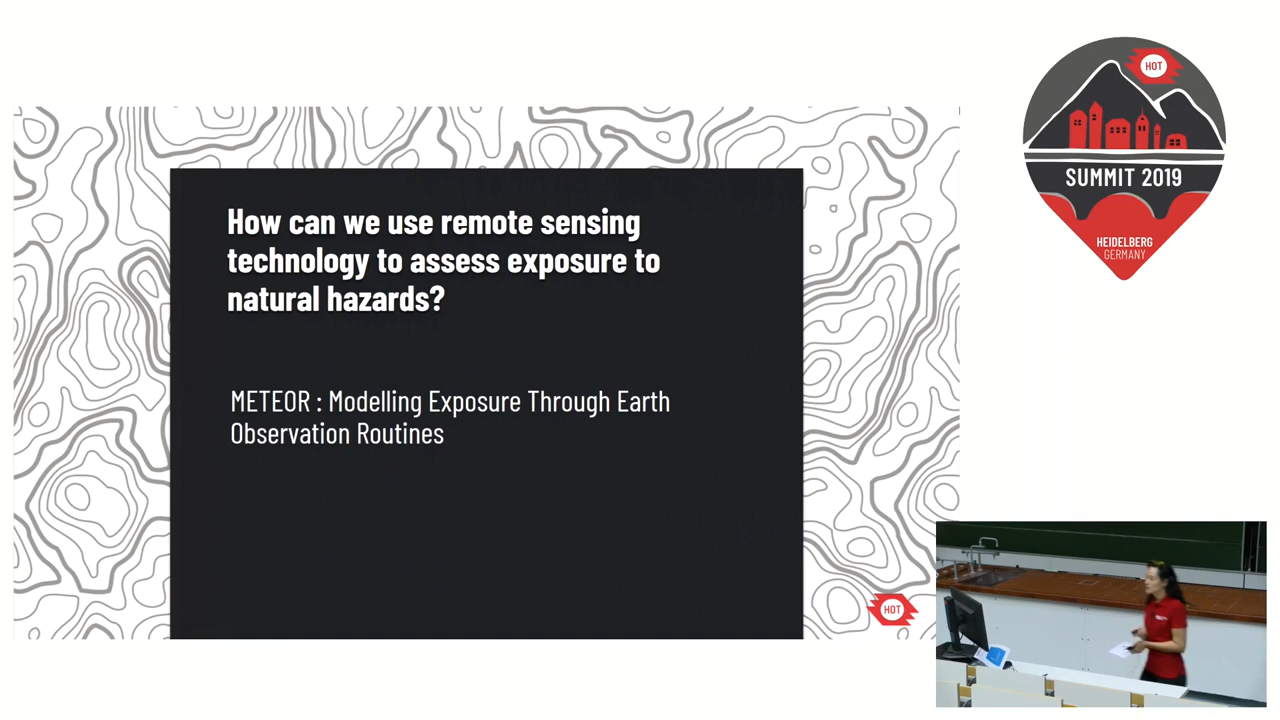 How can we use remote sensing
technology to assess exposure to
natural hazards?
METEOR : Modelling Exposure Through Earth
Observation Routines
HOT
HOT
SUMMIT 2019
HEIDELBERG
GERMANY